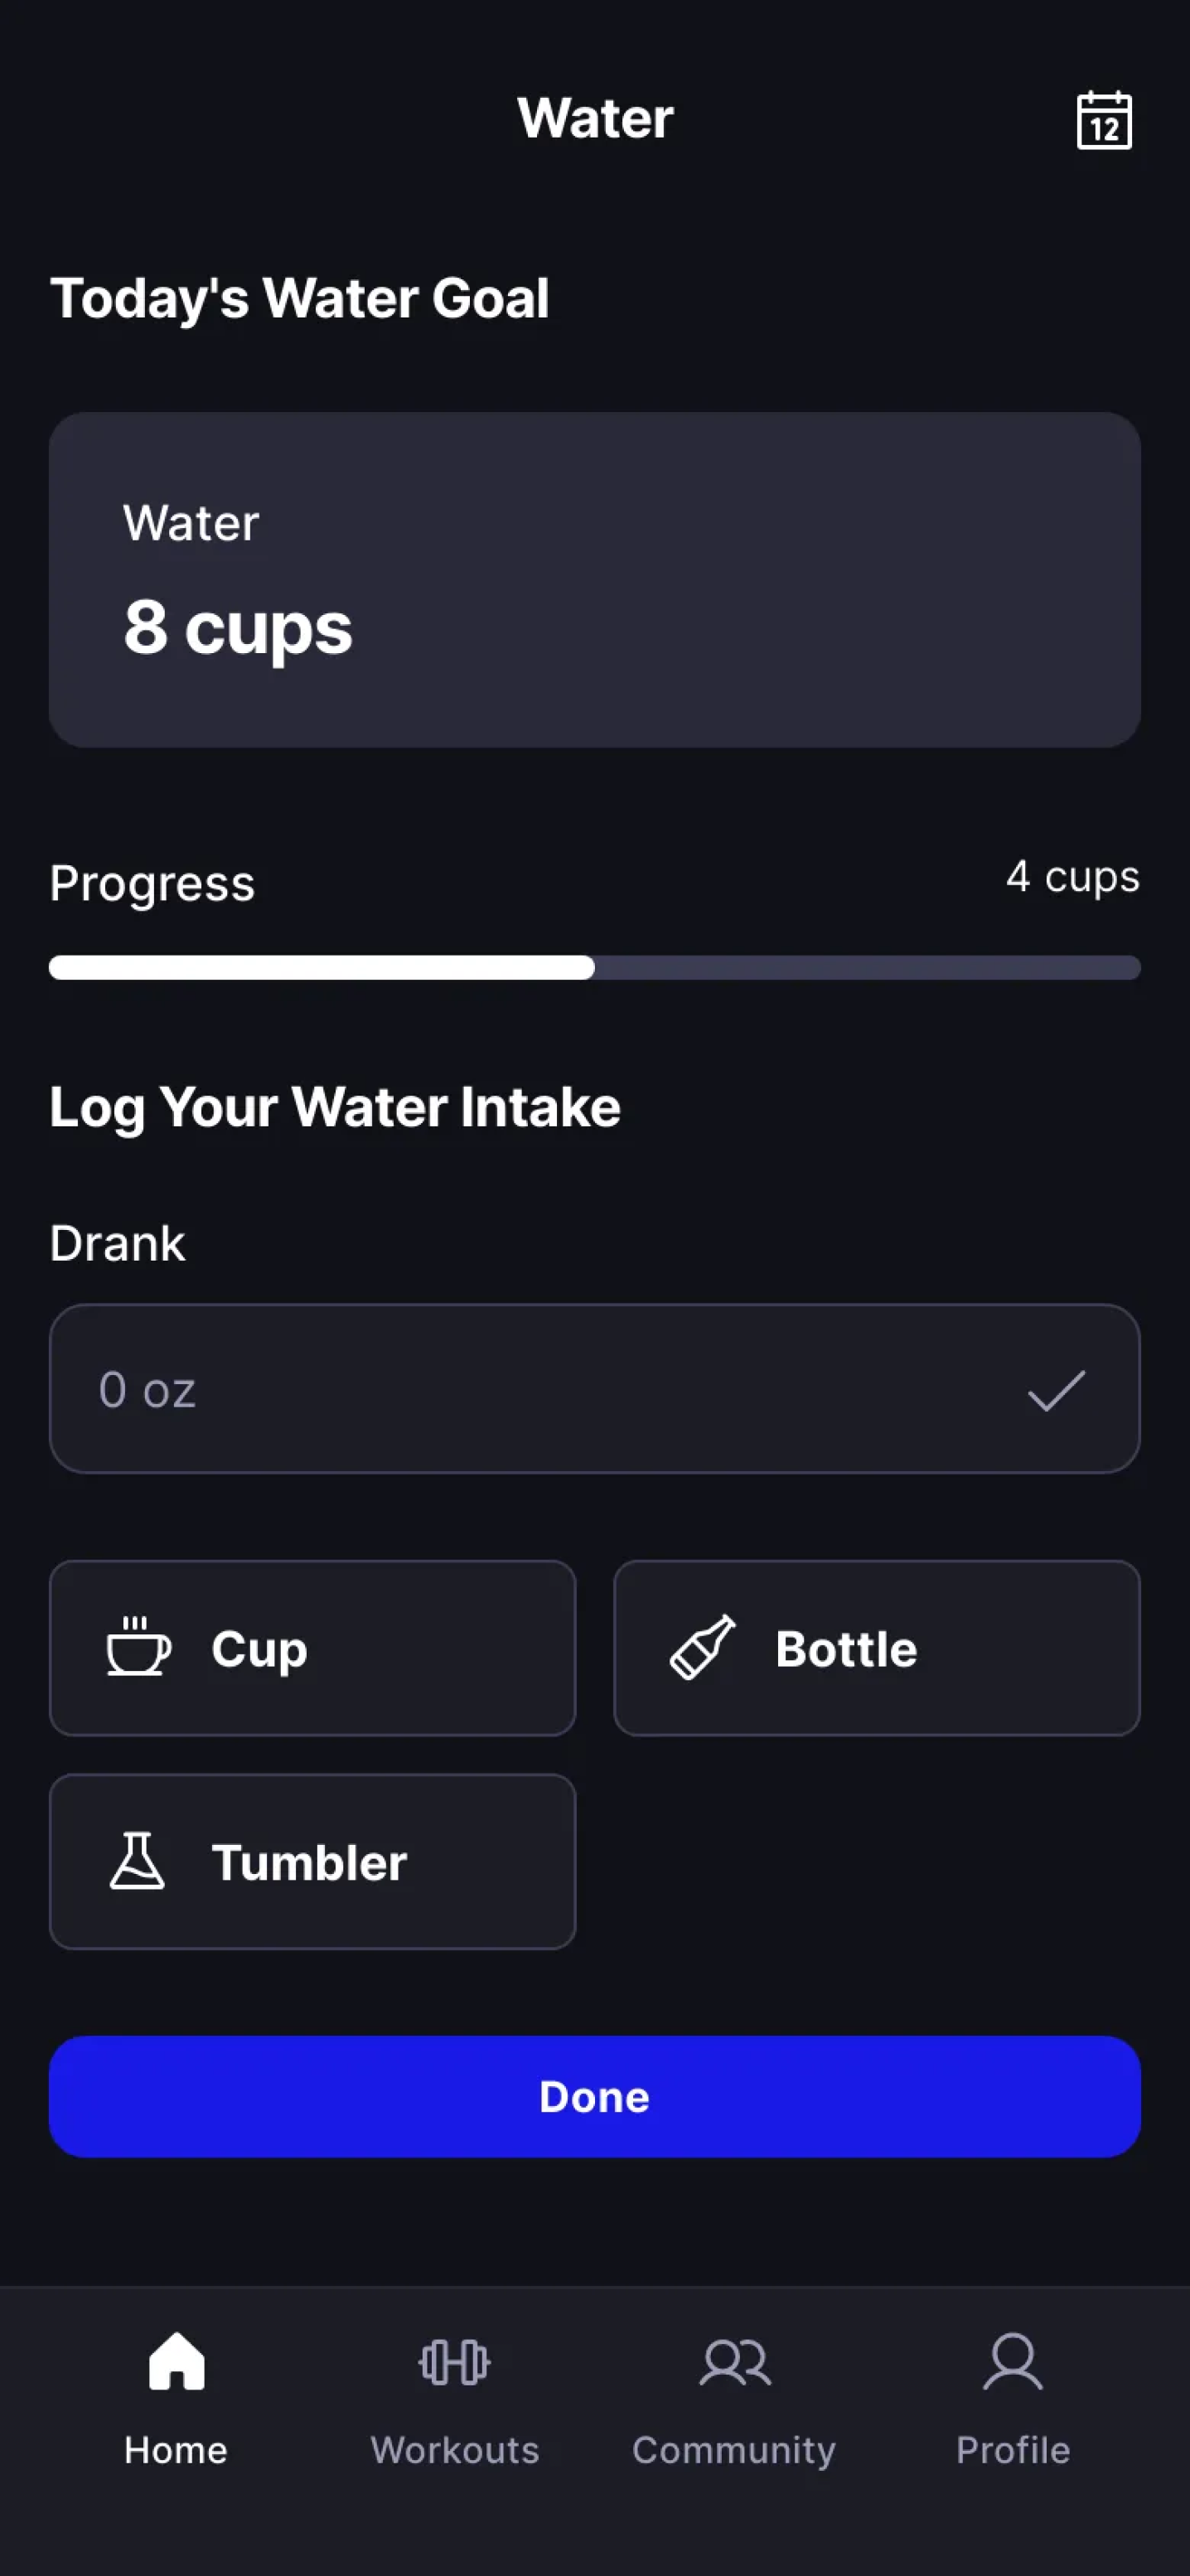 Water
12
Today's Water Goal
Water
8 cups
Progress
4 cups
Log Your Water Intake
Drank
0 oz
Cup
Bottle
Tumbler
Done
Home
Workouts
Community
Profile